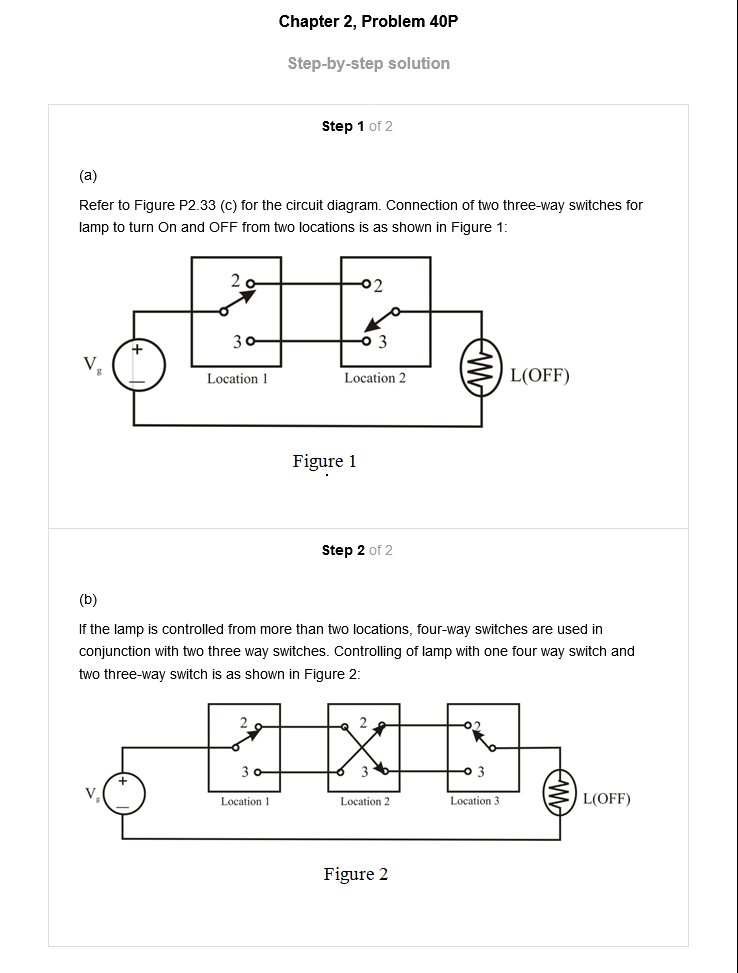 Chapter 2, Problem 40P
Step-by-step solution
Step 1 of 2
(a)
Refer to Figure P2.33 (c) for the circuit diagram. Connection of two three-way switches for
lamp to turn On and OFF from two locations is as shown in Figure 1:
2 2
3 3
+
Vg
Location 1 Location 2
L(OFF)
Figure 1
Step 2 of 2
(b)
If the lamp is controlled from more than two locations, four-way switches are used in
conjunction with two three way switches. Controlling of lamp with one four way switch and
two three-way switch is as shown in Figure 2:
2 2 2
3 3 3
+
Vg
Location 1 Location 2 Location 3
L(OFF)
Figure 2